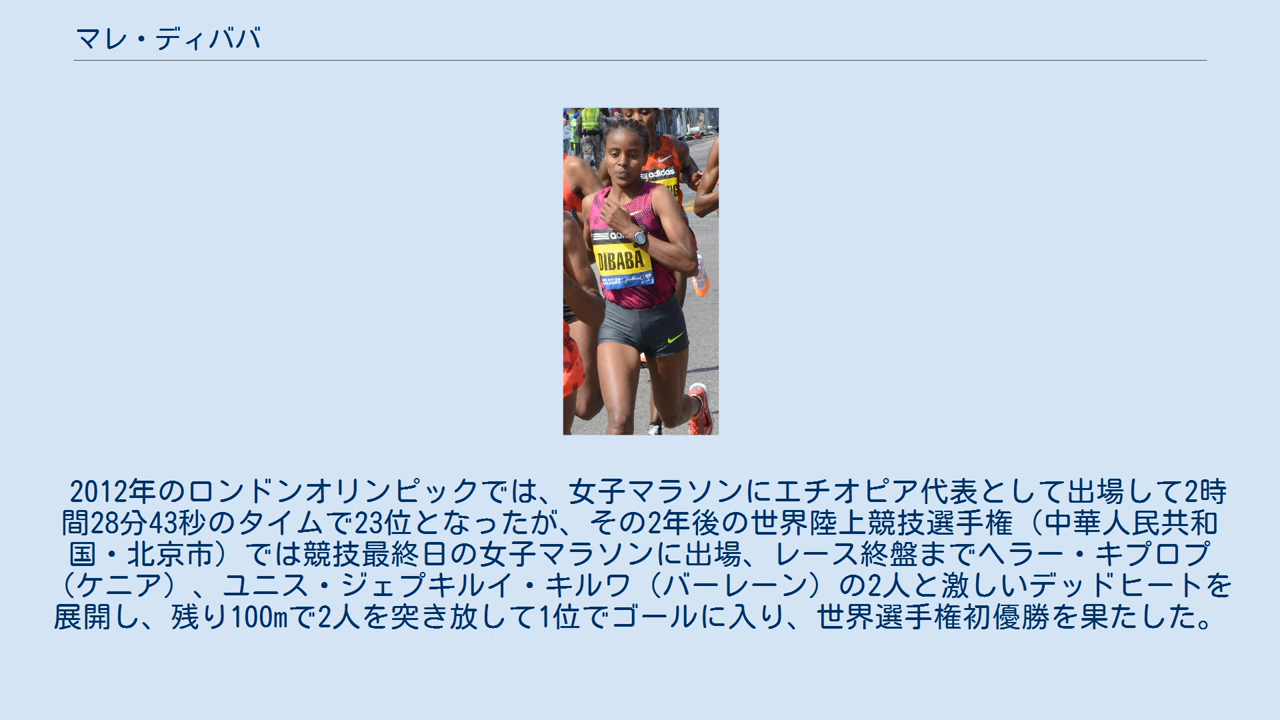 マレ・ディババ
adidas
DIBABA
2012年のロンドンオリンピックでは、女子マラソンにエチオピア代表として出場して2時
間28分43秒のタイムで23位となったが、その2年後の世界陸上競技選手権（中華人民共和
国・北京市）では競技最終日の女子マラソンに出場、レース終盤までヘラー・キプロプ
（ケニア）、ユニス・ジェプキルイ・キルワ（バーレーン）の2人と激しいデッドヒートを
展開し、残り100mで2人を突き放して1位でゴールに入り、世界選手権初優勝を果たした。